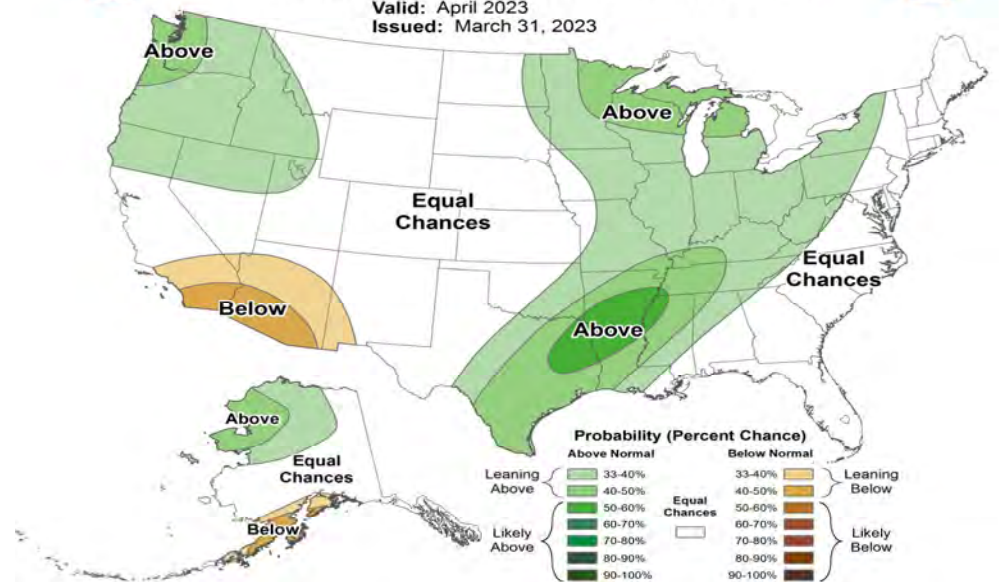 Valid: April 2023
Issued: March 31, 2023
Above
Above
Equal
Chances
Equal
Chances
Below
Above
Above
Equal
Chances
Below
Probability (Percent Chance)
Above Normal
Below Normal
Leaning
Above
33-40%
40-50%
50-60%
60-70%
70-80%
80-90%
90-100%
Likely
Above
Equal
Chances
33-40%
40-50%
50-60%
60-70%
70-80%
80-90%
90-100%
Leaning
Below
Likely
Below